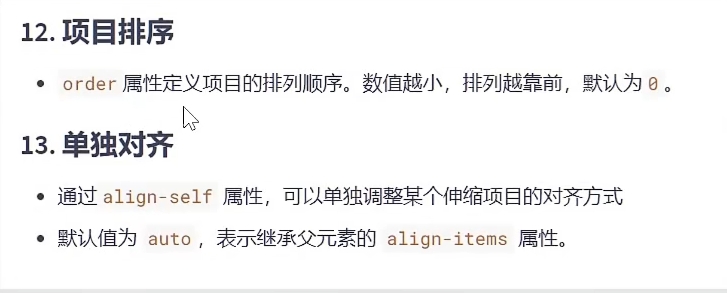 12. 项目排序
• order 属性定义项目的排列顺序。数值越小，排列越靠前，默认为 0 。
13. 单独对齐
• 通过 align-self 属性，可以单独调整某个伸缩项目的对齐方式
• 默认值为 auto ，表示继承父元素的 align-items 属性。